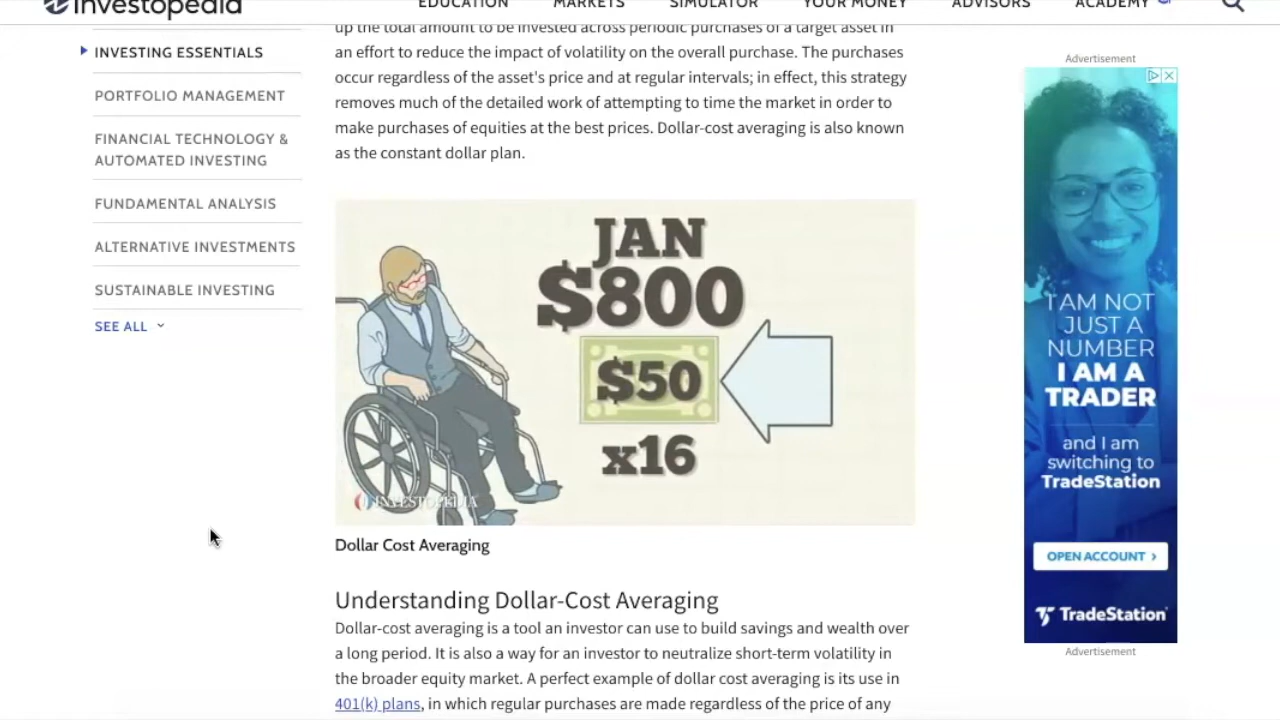 Investopedia
EDUCATION
MARKETS
SIMULATOR
YOUR MONEY
ADVISORS
ACADEMY
INVESTING ESSENTIALS
PORTFOLIO MANAGEMENT
FINANCIAL TECHNOLOGY &
AUTOMATED INVESTING
FUNDAMENTAL ANALYSIS
ALTERNATIVE INVESTMENTS
SUSTAINABLE INVESTING
SEE ALL
up the total amount to be invested across periodic purchases of a target asset in
an effort to reduce the impact of volatility on the overall purchase. The purchases
occur regardless of the asset's price and at regular intervals; in effect, this strategy
removes much of the detailed work of attempting to time the market in order to
make purchases of equities at the best prices. Dollar-cost averaging is also known
as the constant dollar plan.
JAN
$800
$50
x16
INVESTOPEDIA
Dollar Cost Averaging
Understanding Dollar-Cost Averaging
Dollar-cost averaging is a tool an investor can use to build savings and wealth over
a long period. It is also a way for an investor to neutralize short-term volatility in
the broader equity market. A perfect example of dollar cost averaging is its use in
401(k) plans, in which regular purchases are made regardless of the price of any
Advertisement
I AM NOT
JUST A
NUMBER
I AM A
TRADER
and I am
switching to
TradeStation
OPEN ACCOUNT
TradeStation
Advertisement